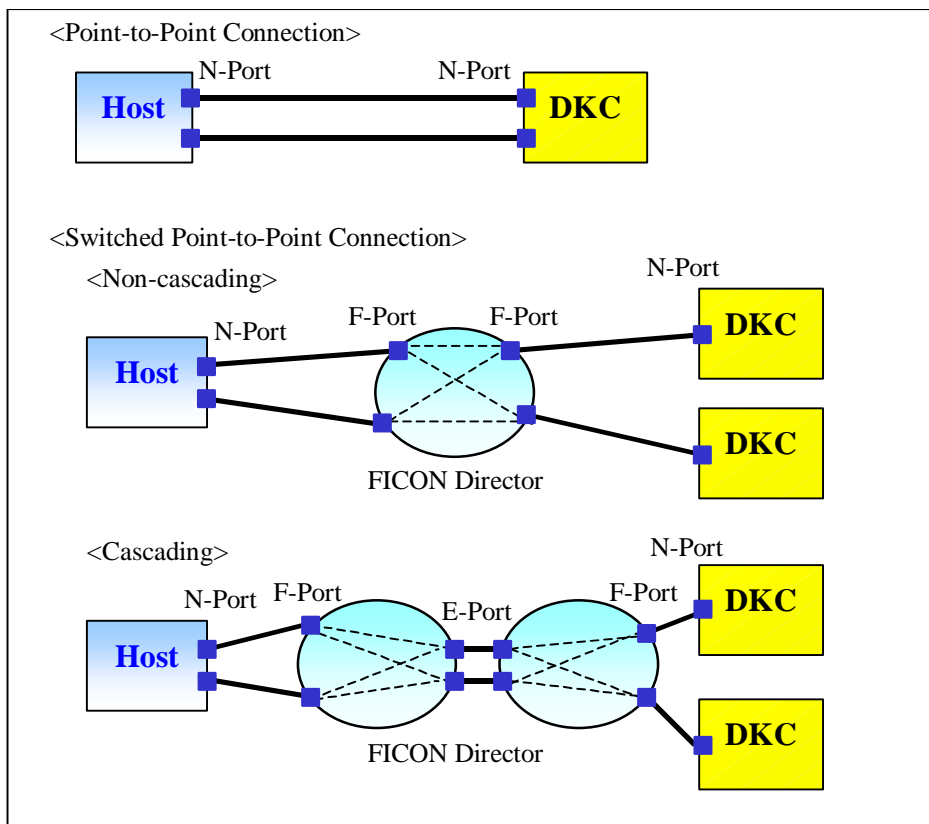 <Point-to-Point Connection>
N-Port N-Port
Host DKC
<Switched Point-to-Point Connection>
<Non-cascading> N-Port
N-Port F-Port F-Port DKC
Host
DKC
FICON Director
<Cascading> N-Port
N-Port F-Port E-Port F-Port DKC
Host
DKC
FICON Director